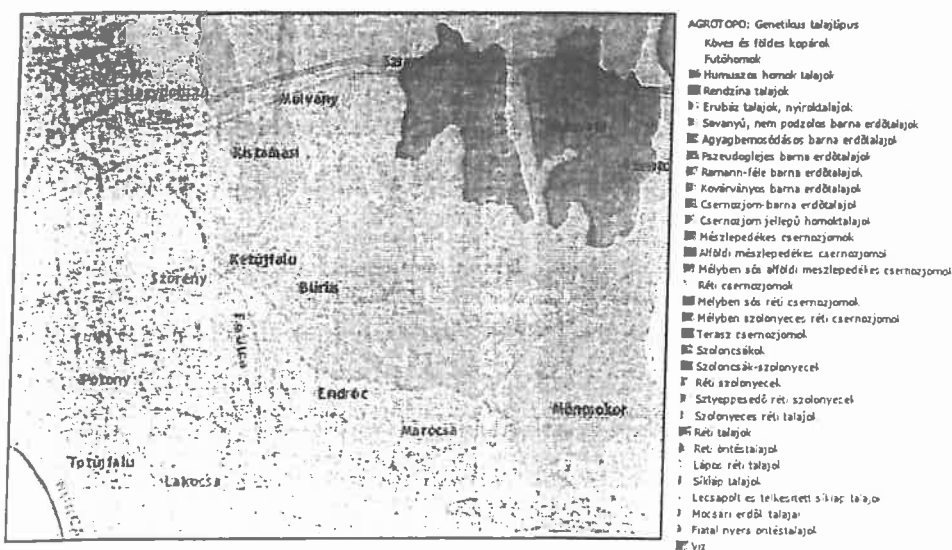 AGROTOPO: Genetikus talajtípus
Köves és földes kopárok
Futóhomok
Humuszos homok talajok
Rendzina talajok
Erubáz talajok, nyiroktalajok
Savanyú, nem podzolos barna erdőtalajok
Agyagbemosódásos barna erdőtalajok
Pszeudoglejes barna erdőtalajok
Ramann-féle barna erdőtalajok
Kovárványos barna erdőtalajok
Csernozjom-barna erdőtalajok
Csernozjom jellegű homoktalajok
Mészlepedékes csernozjomok
Alföldi mészlepedékes csernozjomok
Mélyben sós alföldi mészlepedékes csernozjomok
Réti csernozjomok
Mélyben sós réti csernozjomok
Mélyben szolonyeces réti csernozjomok
Terasz csernozjomok
Szoloncsákok
Szoloncsák-szolonyecek
Réti szolonyecek
Sztyeppesedő réti szolonyecek
Szolonyeces réti talajok
Réti talajok
Réti öntéstalajok
Lápos réti talajok
Síkláp talajok
Lecsapolt és telkesített síkláp talajok
Mocsári erdők talajai
Fiatal nyers öntéstalajok
Víz
Mólvány
Kistamási
Kétújfalu
Szörény
Bürüs
Potony
Endrőc
Marócsa
Tótújfalu
Lakócsa